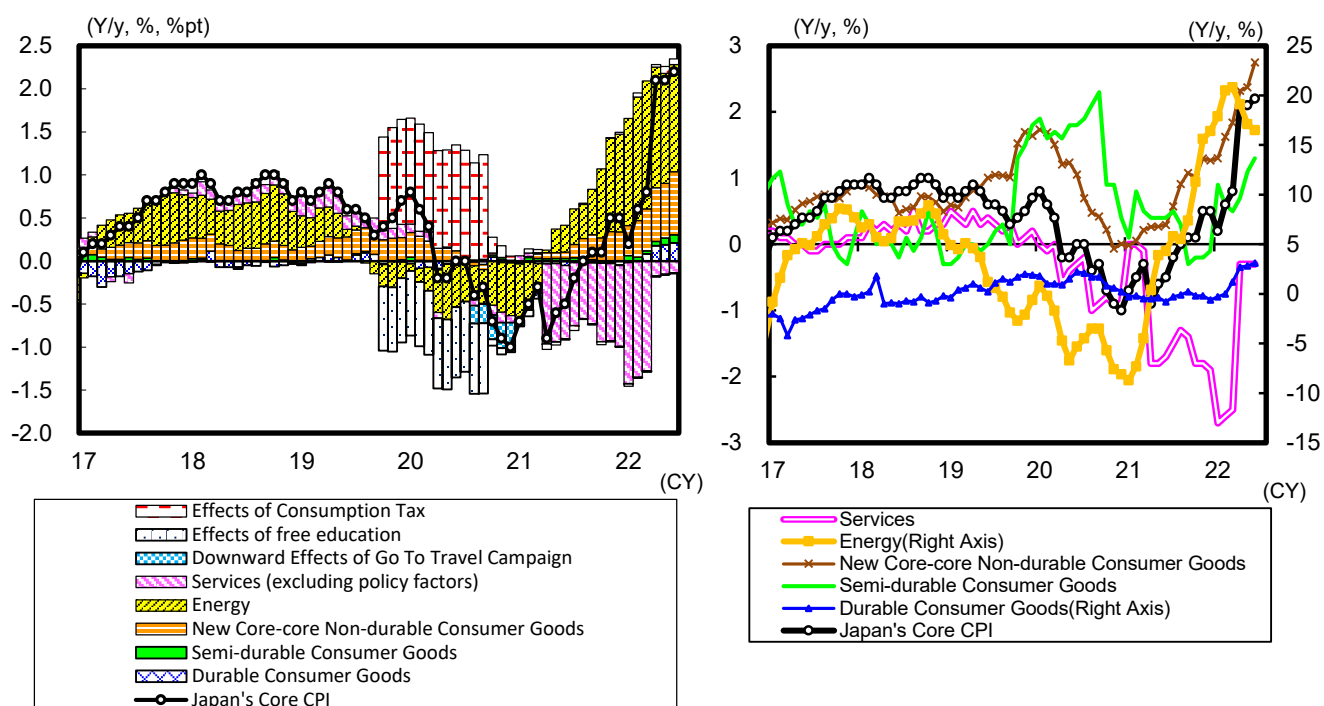 (Y/y, %, %pt)
2.5
2.0
1.5
1.0
0.5
0.0
-0.5
-1.0
-1.5
-2.0
17 18 19 20 21 22
(CY)
Effects of Consumption Tax
Effects of free education
Downward Effects of Go To Travel Campaign
Services (excluding policy factors)
Energy
New Core-core Non-durable Consumer Goods
Semi-durable Consumer Goods
Durable Consumer Goods
Japan's Core CPI
(Y/y, %)
(Y/y, %)
3
2
1
0
-1
-2
-3
25
20
15
10
5
0
-5
-10
-15
17 18 19 20 21 22
(CY)
Services
Energy(Right Axis)
New Core-core Non-durable Consumer Goods
Semi-durable Consumer Goods
Durable Consumer Goods(Right Axis)
Japan's Core CPI